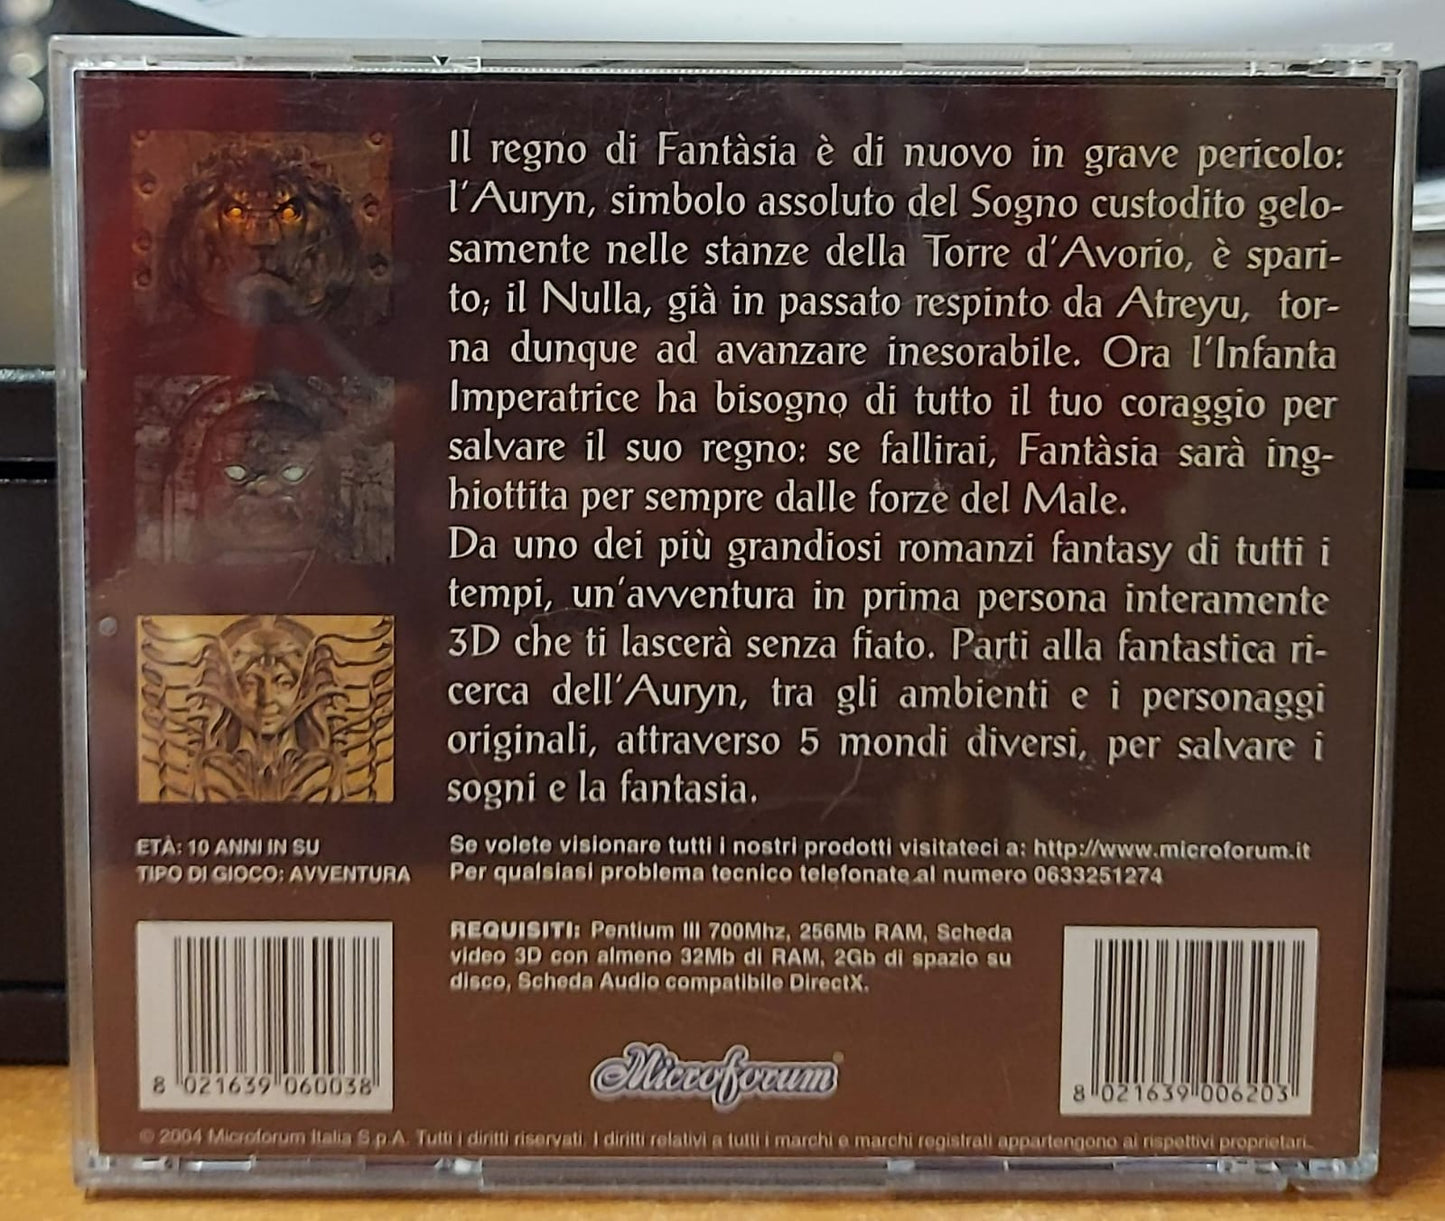 Il regno di Fantàsia è di nuovo in grave pericolo:
l'Auryn, simbolo assoluto del Sogno custodito gelo-
samente nelle stanze della Torre d'Avorio, è spari-
to; il Nulla, già in passato respinto da Atreyu, tor-
na dunque ad avanzare inesorabile. Ora l'Infanta
Imperatrice ha bisogno di tutto il tuo coraggio per
salvare il suo regno: se fallirai, Fantàsia sarà ing-
hiottita per sempre dalle forze del Male.
Da uno dei più grandiosi romanzi fantasy di tutti i
tempi, un'avventura in prima persona interamente
3D che ti lascerà senza fiato. Parti alla fantastica ri-
cerca dell'Auryn, tra gli ambienti e i personaggi
originali, attraverso 5 mondi diversi, per salvare i
sogni e la fantasia.
ETÀ: 10 ANNI IN SU
TIPO DI GIOCO: AVVENTURA
Se volete visionare tutti i nostri prodotti visitateci a: http://www.microforum.it
Per qualsiasi problema tecnico telefonate al numero 0633251274
REQUISITI: Pentium III 700Mhz, 256Mb RAM, Scheda
video 3D con almeno 32Mb di RAM, 2Gb di spazio su
disco, Scheda Audio compatibile DirectX.
8 021639 060038
Microforum
8 021639 006203
© 2004 Microforum Italia S.p.A. Tutti i diritti riservati. I diritti relativi a tutti i marchi e marchi registrati appartengono ai rispettivi proprietari.